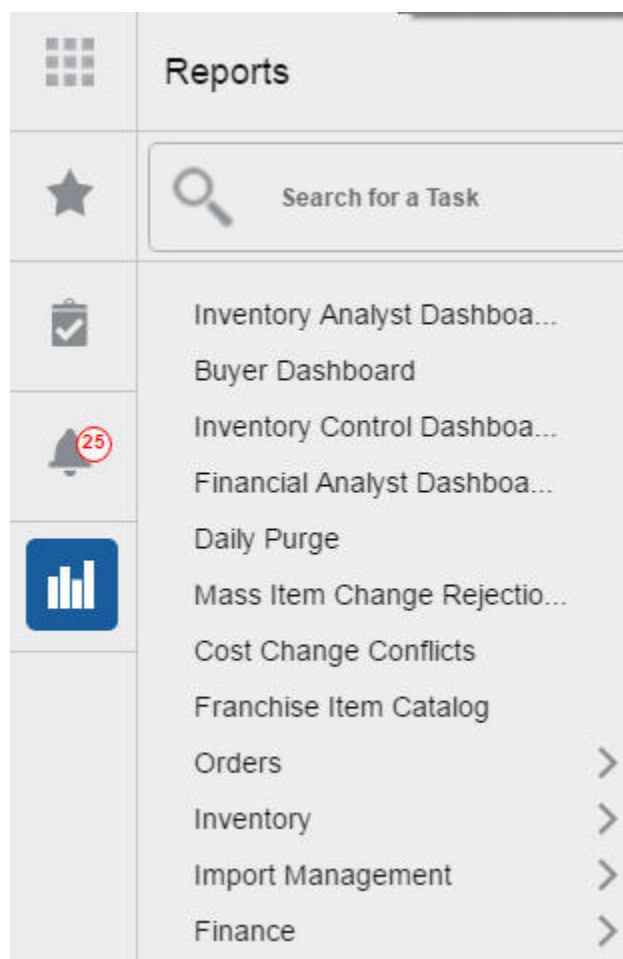 Reports
Search for a Task
Inventory Analyst Dashboa...
Buyer Dashboard
Inventory Control Dashboa...
25
Financial Analyst Dashboa...
Daily Purge
Mass Item Change Rejectio...
Cost Change Conflicts
Franchise Item Catalog
Orders
Inventory
Import Management
Finance